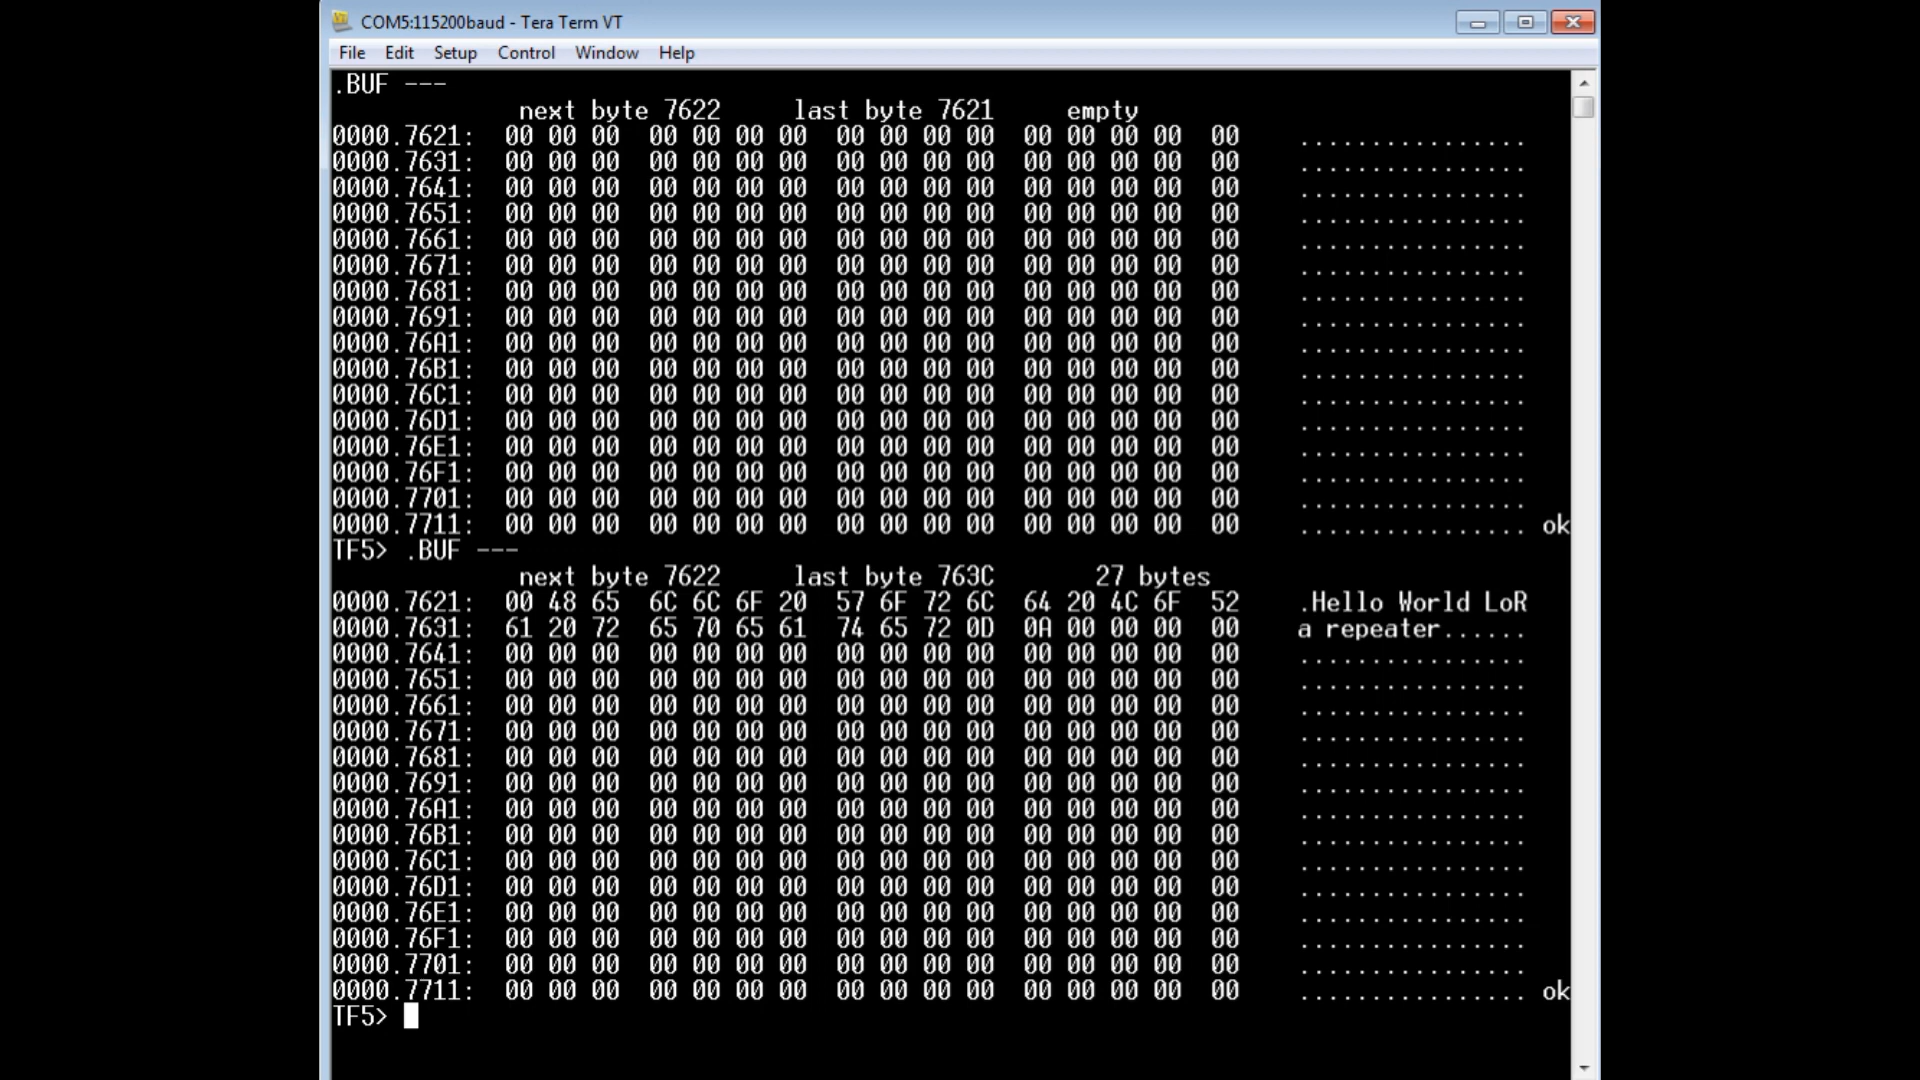 COM5:115200baud - Tera Term VT
File Edit Setup Control Window Help
.BUF ---
next byte 7622 last byte 7621 empty
0000.7621: 00 00 00 00 00 00 00 00 00 00 00 00 00 00 00 00 ................
0000.7631: 00 00 00 00 00 00 00 00 00 00 00 00 00 00 00 00 ................
0000.7641: 00 00 00 00 00 00 00 00 00 00 00 00 00 00 00 00 ................
0000.7651: 00 00 00 00 00 00 00 00 00 00 00 00 00 00 00 00 ................
0000.7661: 00 00 00 00 00 00 00 00 00 00 00 00 00 00 00 00 ................
0000.7671: 00 00 00 00 00 00 00 00 00 00 00 00 00 00 00 00 ................
0000.7681: 00 00 00 00 00 00 00 00 00 00 00 00 00 00 00 00 ................
0000.7691: 00 00 00 00 00 00 00 00 00 00 00 00 00 00 00 00 ................
0000.76A1: 00 00 00 00 00 00 00 00 00 00 00 00 00 00 00 00 ................
0000.76B1: 00 00 00 00 00 00 00 00 00 00 00 00 00 00 00 00 ................
0000.76C1: 00 00 00 00 00 00 00 00 00 00 00 00 00 00 00 00 ................
0000.76D1: 00 00 00 00 00 00 00 00 00 00 00 00 00 00 00 00 ................
0000.76E1: 00 00 00 00 00 00 00 00 00 00 00 00 00 00 00 00 ................
0000.76F1: 00 00 00 00 00 00 00 00 00 00 00 00 00 00 00 00 ................
0000.7701: 00 00 00 00 00 00 00 00 00 00 00 00 00 00 00 00 ................
0000.7711: 00 00 00 00 00 00 00 00 00 00 00 00 00 00 00 00 ................ ok
TF5> .BUF ---
next byte 7622 last byte 763C 27 bytes
0000.7621: 00 48 65 6C 6C 6F 20 57 6F 72 6C 64 20 4C 6F 52 .Hello World LoR
0000.7631: 61 20 72 65 70 65 61 74 65 72 0D 0A 00 00 00 00 a repeater......
0000.7641: 00 00 00 00 00 00 00 00 00 00 00 00 00 00 00 00 ................
0000.7651: 00 00 00 00 00 00 00 00 00 00 00 00 00 00 00 00 ................
0000.7661: 00 00 00 00 00 00 00 00 00 00 00 00 00 00 00 00 ................
0000.7671: 00 00 00 00 00 00 00 00 00 00 00 00 00 00 00 00 ................
0000.7681: 00 00 00 00 00 00 00 00 00 00 00 00 00 00 00 00 ................
0000.7691: 00 00 00 00 00 00 00 00 00 00 00 00 00 00 00 00 ................
0000.76A1: 00 00 00 00 00 00 00 00 00 00 00 00 00 00 00 00 ................
0000.76B1: 00 00 00 00 00 00 00 00 00 00 00 00 00 00 00 00 ................
0000.76C1: 00 00 00 00 00 00 00 00 00 00 00 00 00 00 00 00 ................
0000.76D1: 00 00 00 00 00 00 00 00 00 00 00 00 00 00 00 00 ................
0000.76E1: 00 00 00 00 00 00 00 00 00 00 00 00 00 00 00 00 ................
0000.76F1: 00 00 00 00 00 00 00 00 00 00 00 00 00 00 00 00 ................
0000.7701: 00 00 00 00 00 00 00 00 00 00 00 00 00 00 00 00 ................
0000.7711: 00 00 00 00 00 00 00 00 00 00 00 00 00 00 00 00 ................ ok
TF5>